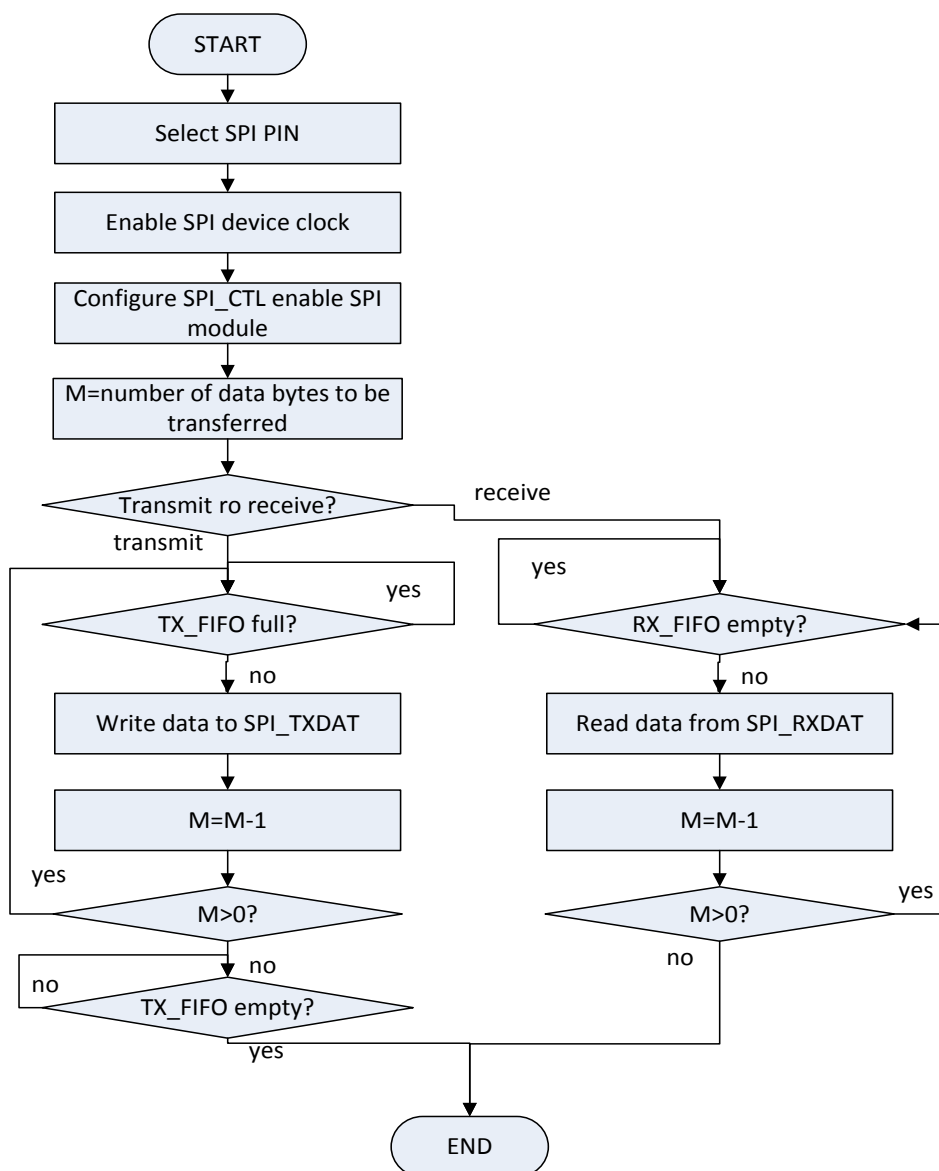 START
Select SPI PIN
Enable SPI device clock
Configure SPI_CTL enable SPI
module
M=number of data bytes to be
transferred
Transmit ro receive?
receive
transmit
yes
TX_FIFO full?
no
Write data to SPI_TXDAT
M=M-1
yes
M>0?
no
no
TX_FIFO empty?
yes
yes
RX_FIFO empty?
no
Read data from SPI_RXDAT
M=M-1
yes
M>0?
no
END